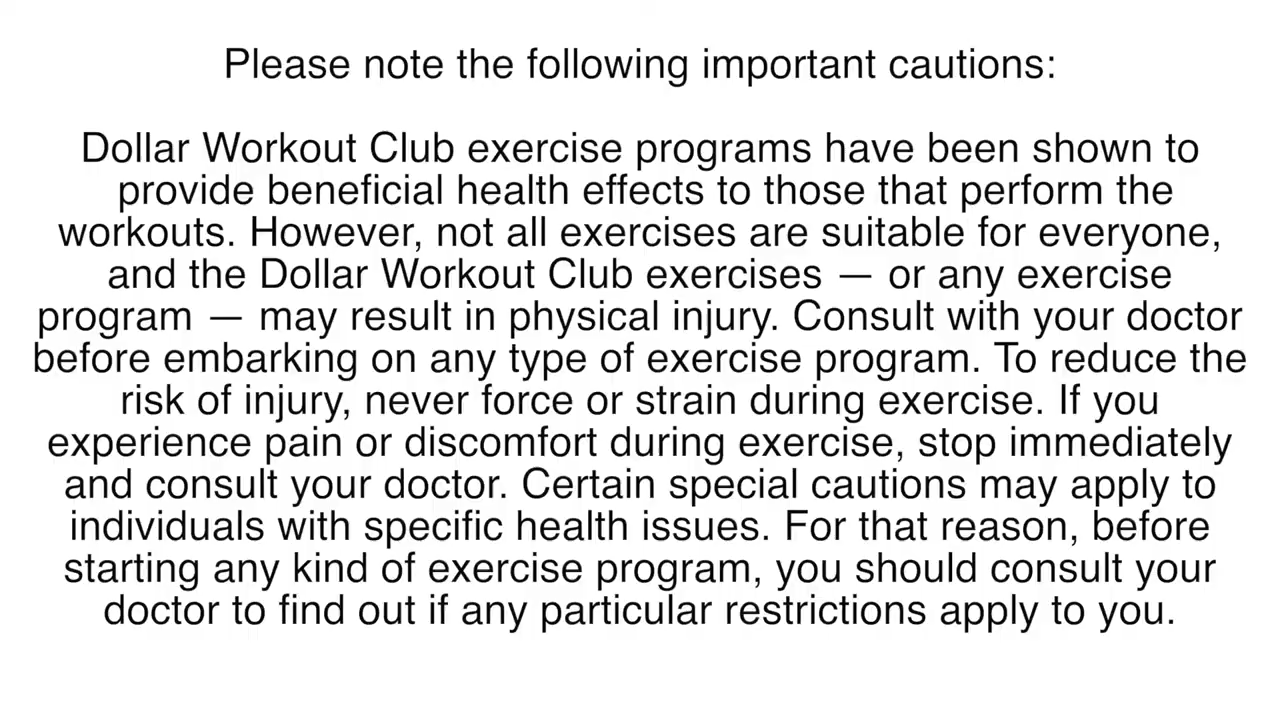 Please note the following important cautions:
Dollar Workout Club exercise programs have been shown to
provide beneficial health effects to those that perform the
workouts. However, not all exercises are suitable for everyone,
and the Dollar Workout Club exercises — or any exercise
program — may result in physical injury. Consult with your doctor
before embarking on any type of exercise program. To reduce the
risk of injury, never force or strain during exercise. If you
experience pain or discomfort during exercise, stop immediately
and consult your doctor. Certain special cautions may apply to
individuals with specific health issues. For that reason, before
starting any kind of exercise program, you should consult your
doctor to find out if any particular restrictions apply to you.